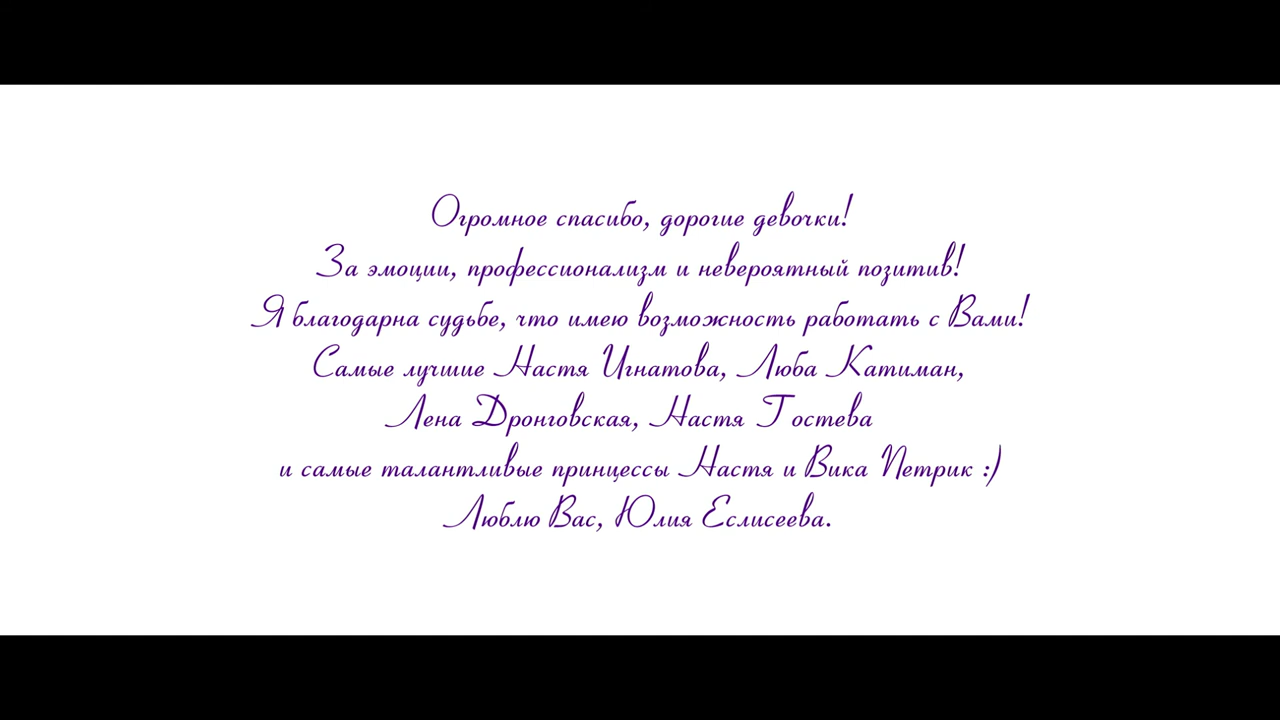 Огромное спасибо, дорогие девочки!
За эмоции, профессионализм и невероятный позитив!
Я благодарна судьбе, что имею возможность работать с Вами!
Самые лучшие Настя Игнатова, Люба Катиман,
Лена Дронговская, Настя Гостева
и самые талантливые принцессы Настя и Вика Петрик :)
Люблю Вас, Юлия Еслисеева.